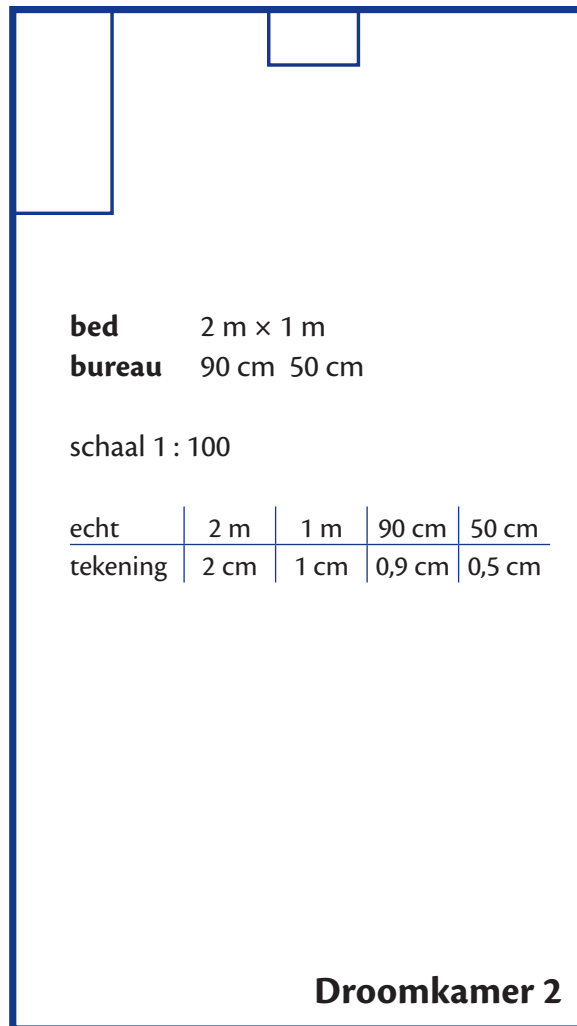 bed 2 m × 1 m
bureau 90 cm 50 cm
schaal 1 : 100
echt 2 m 1 m 90 cm 50 cm
tekening 2 cm 1 cm 0,9 cm 0,5 cm
Droomkamer 2